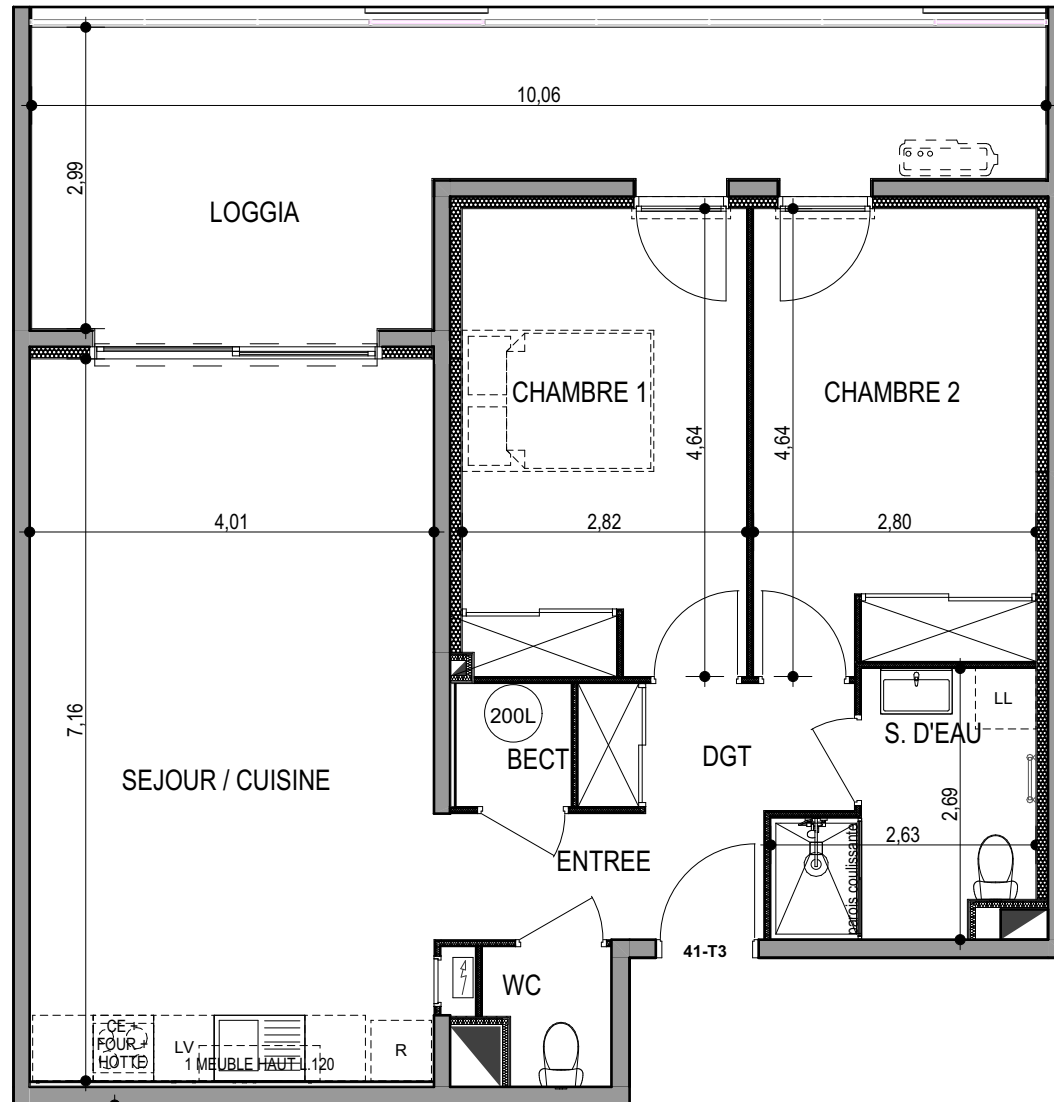 10,06
2,99
LOGGIA
CHAMBRE 1
CHAMBRE 2
4,64
4,64
4,01
2,82
2,80
7,16
200L
BECT
DGT
S. D'EAU
LL
SEJOUR / CUISINE
2,69
2,63
parois coulissante
ENTREE
41-T3
WC
CE +
FOUR +
HOTTE
LV
R
1 MEUBLE HAUT L.120